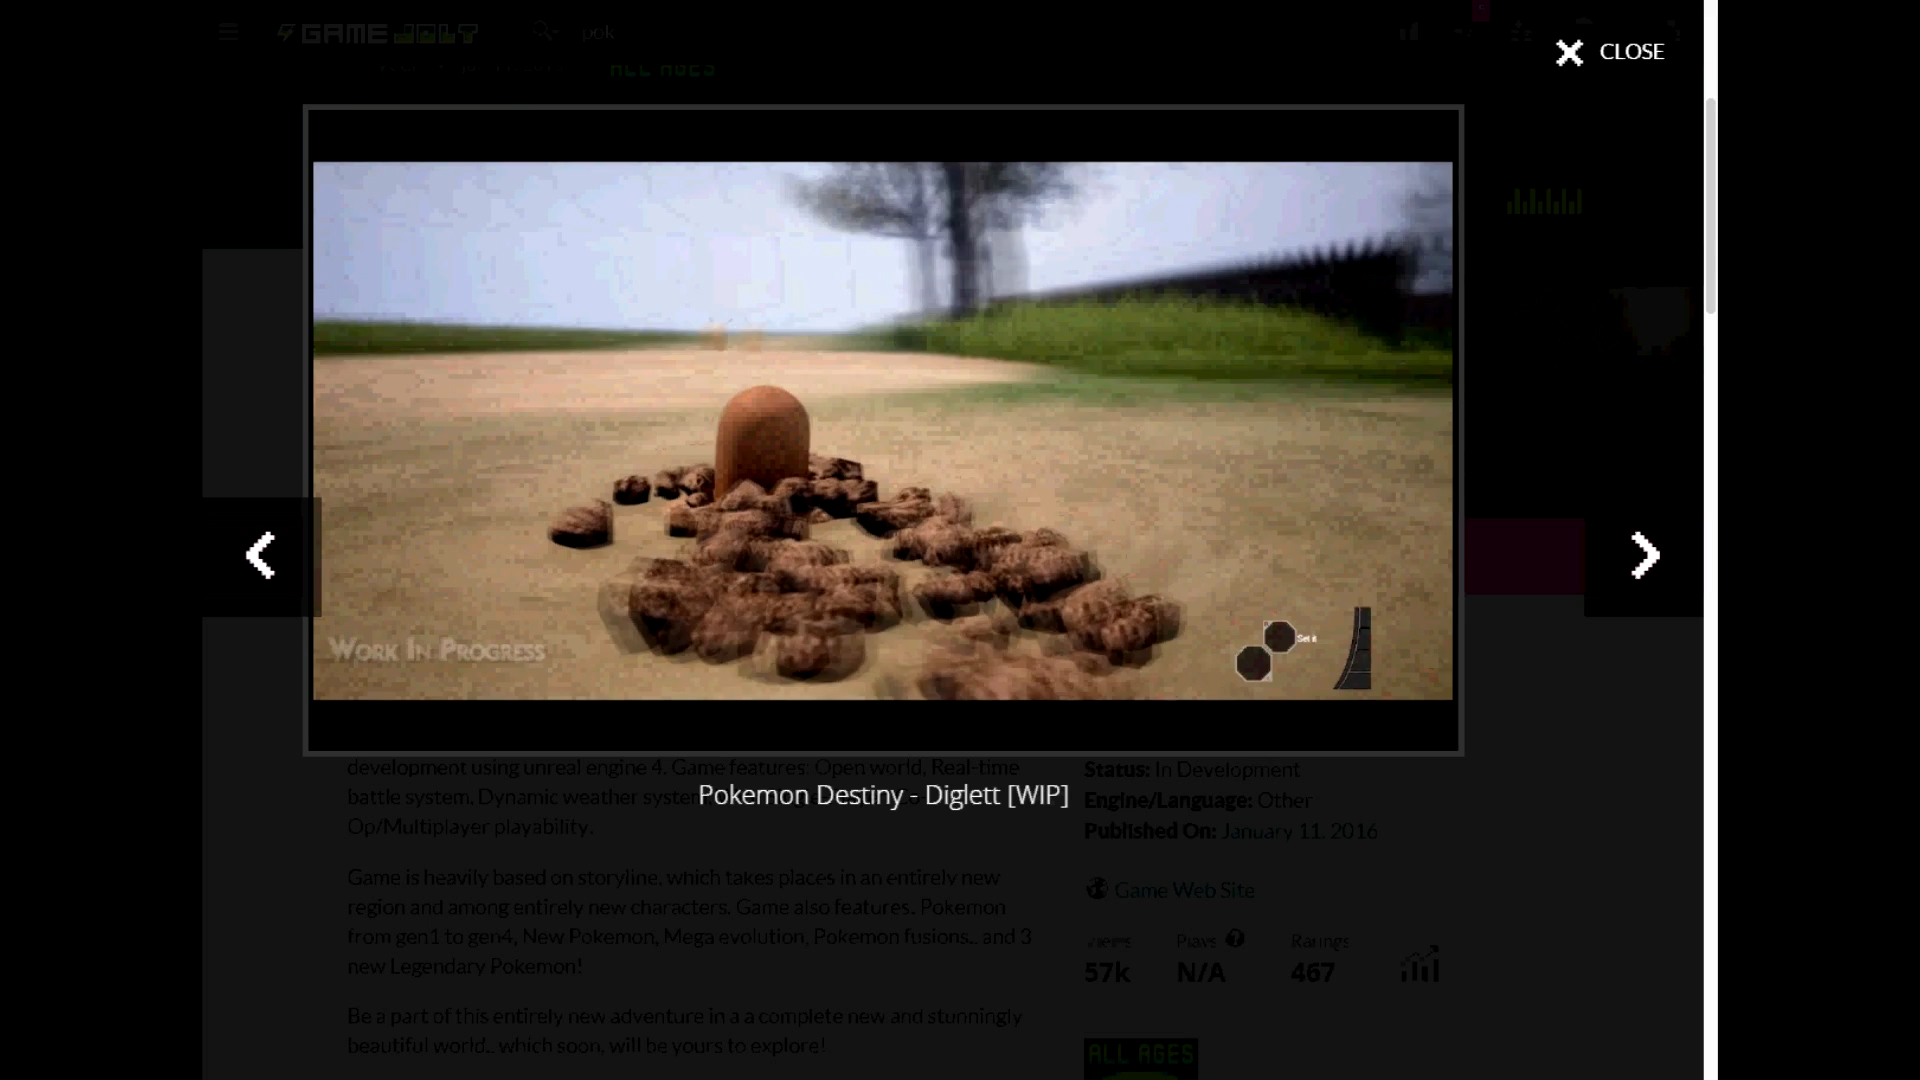 GAME JOLT
pok
ALL AGES
CLOSE
Set it
WORK IN PROGRESS
development using unreal engine 4. Game features: Open world, Real-time
battle system, Dynamic weather system,
Op/Multiplayer playability.
Pokemon Destiny - Diglett [WIP]
Game is heavily based on storyline, which takes places in an entirely new
region and among entirely new characters. Game also features. Pokemon
from gen1 to gen4, New Pokemon, Mega evolution, Pokemon fusions.. and 3
new Legendary Pokemon!
Be a part of this entirely new adventure in a a complete new and stunningly
beautiful world.. which soon, will be yours to explore!
Status: In Development
Engine/Language: Other
Published On: January 11, 2016
Game Web Site
Views Plays ? Ratings
57k N/A 467
ALL AGES